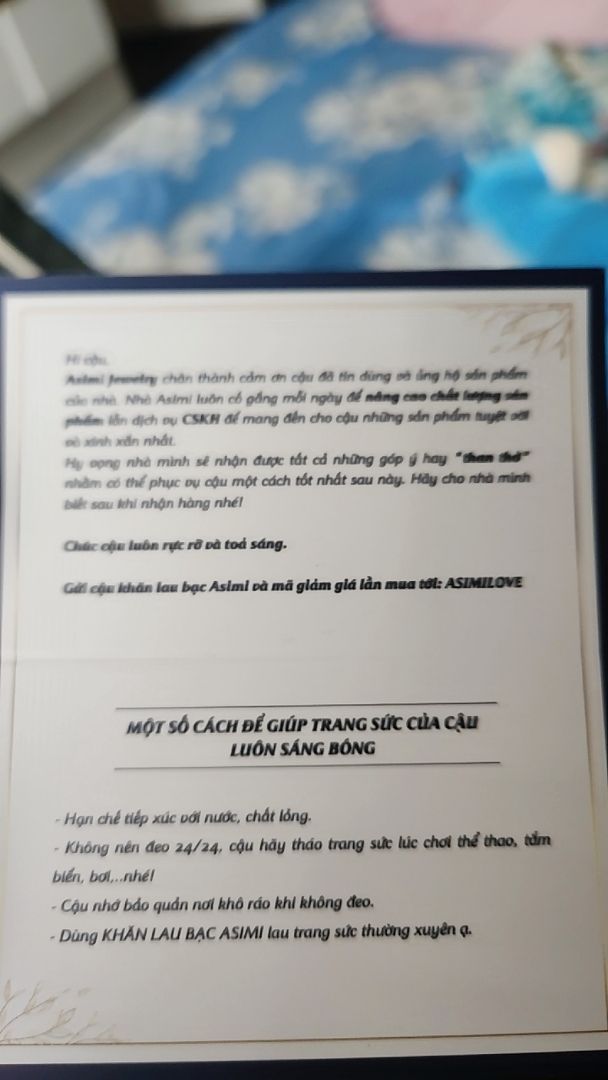 Hi cậu,
Asimi Jewelry chân thành cảm ơn cậu đã tin dùng và ủng hộ sản phẩm
của nhà. Nhà Asimi luôn cố gắng mỗi ngày để nâng cao chất lượng sản
phẩm lẫn dịch vụ CSKH để mang đến cho cậu những sản phẩm tuyệt vời
và xinh xắn nhất.
Hy vọng nhà mình sẽ nhận được tất cả những góp ý hay "than thở"
nhằm có thể phục vụ cậu một cách tốt nhất sau này. Hãy cho nhà mình
biết sau khi nhận hàng nhé!
Chúc cậu luôn rực rỡ và toả sáng.
Gửi cậu khăn lau bạc Asimi và mã giảm giá lần mua tới: ASIMILOVE
MỘT SỐ CÁCH ĐỂ GIÚP TRANG SỨC CỦA CẬU
LUÔN SÁNG BÓNG
- Hạn chế tiếp xúc với nước, chất lỏng.
- Không nên đeo 24/24, cậu hãy tháo trang sức lúc chơi thể thao, tắm
biển, bơi,..nhé!
- Cậu nhớ bảo quản nơi khô ráo khi không đeo.
- Dùng KHĂN LAU BẠC ASIMI lau trang sức thường xuyên ạ.